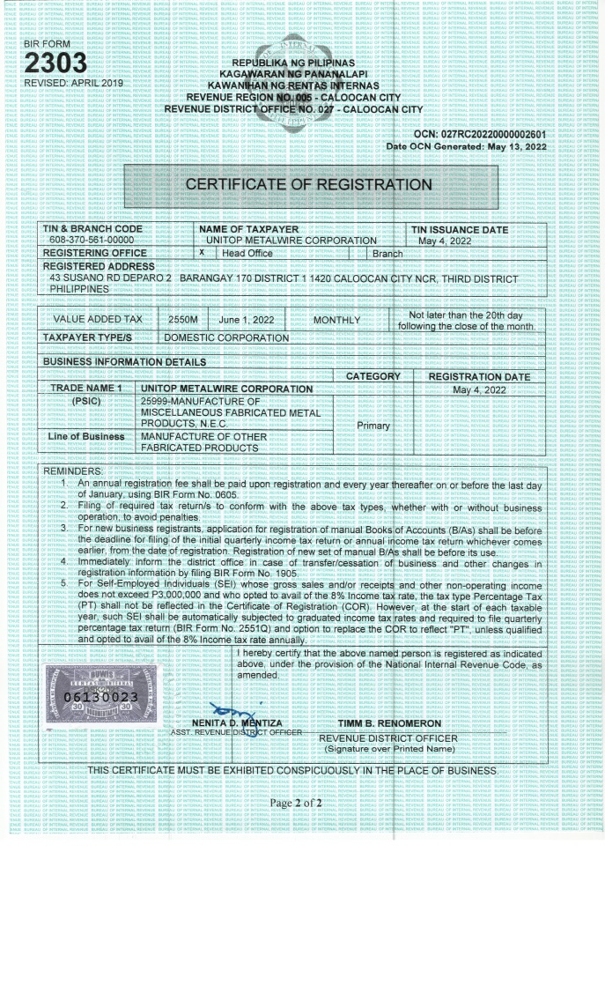 BIR FORM
2303
REVISED: APRIL 2019
REPUBLIKA NG PILIPINAS
KAGAWARAN NG PANANALAPI
KAWANIHAN NG RENTAS INTERNAS
REVENUE REGION NO. 005 - CALOOCAN CITY
REVENUE DISTRICT OFFICE NO. 027 - CALOOCAN CITY
OCN: 027RC20220000002601
Date OCN Generated: May 13, 2022
CERTIFICATE OF REGISTRATION
TIN & BRANCH CODE NAME OF TAXPAYER TIN ISSUANCE DATE
608-370-561-00000 UNITOP METALWIRE CORPORATION May 4, 2022
REGISTERING OFFICE X Head Office Branch
REGISTERED ADDRESS
43 SUSANO RD DEPARO 2 BARANGAY 170 DISTRICT 1 1420 CALOOCAN CITY NCR, THIRD DISTRICT
PHILIPPINES
VALUE ADDED TAX 2550M June 1, 2022 MONTHLY Not later than the 20th day
following the close of the month.
TAXPAYER TYPE/S DOMESTIC CORPORATION
BUSINESS INFORMATION DETAILS
CATEGORY REGISTRATION DATE
TRADE NAME 1 UNITOP METALWIRE CORPORATION May 4, 2022
(PSIC) 25999-MANUFACTURE OF
MISCELLANEOUS FABRICATED METAL
PRODUCTS, N.E.C.
Primary
Line of Business MANUFACTURE OF OTHER
FABRICATED PRODUCTS
REMINDERS:
1. An annual registration fee shall be paid upon registration and every year thereafter on or before the last day
of January, using BIR Form No. 0605.
2. Filing of required tax return/s to conform with the above tax types, whether with or without business
operation, to avoid penalties.
3. For new business registrants, application for registration of manual Books of Accounts (B/As) shall be before
the deadline for filing of the initial quarterly income tax return or annual income tax return whichever comes
earlier, from the date of registration. Registration of new set of manual B/As shall be before its use.
4 Immediately inform the district office in case of transfer/cessation of business and other changes in
registration information by filing BIR Form No. 1905.
5. For Self-Employed Individuals (SEI) whose gross sales and/or receipts and other non-operating income
does not exceed P3,000,000 and who opted to avail of the 8% Income tax rate, the tax type Percentage Tax
(PT) shall not be reflected in the Certificate of Registration (COR). However, at the start of each taxable
year, such SEI shall be automatically subjected to graduated income tax rates and required to file quarterly
percentage tax return (BIR Form No. 2551Q) and option to replace the COR to reflect "PT", unless qualified
and opted to avail of the 8% Income tax rate annually.
I hereby certify that the above named person is registered as indicated
above, under the provision of the National Internal Revenue Code, as
amended.
RENTAS INTERNAS
06130023
30 30
NENITA D. MENTIZA TIMM B. RENOMERON
ASST. REVENUE DISTRICT OFFICER
REVENUE DISTRICT OFFICER
(Signature over Printed Name)
THIS CERTIFICATE MUST BE EXHIBITED CONSPICUOUSLY IN THE PLACE OF BUSINESS.
Page 2 of 2